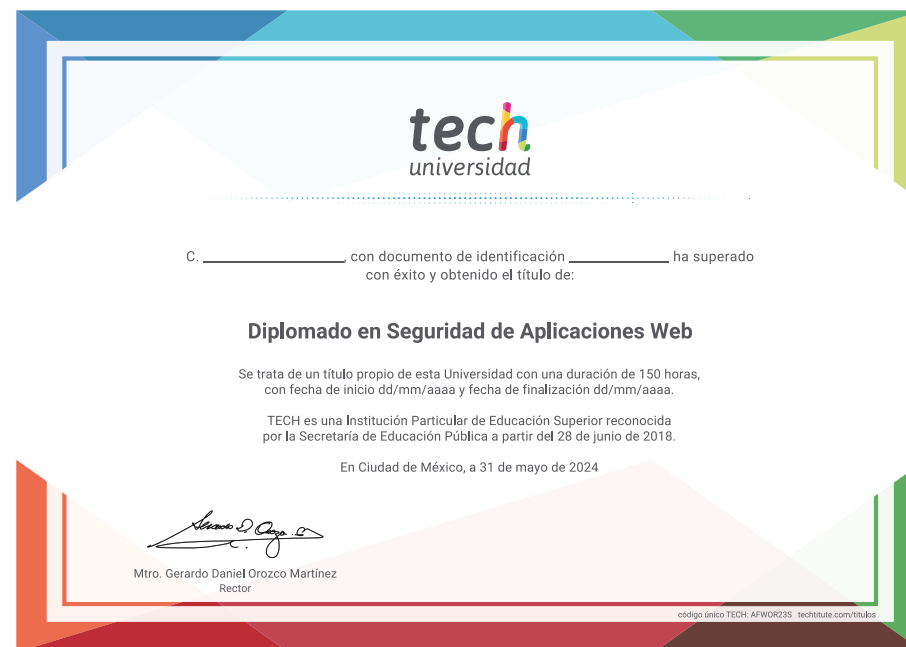 tech
universidad
C. ____________________, con documento de identificación ______________ ha superado
con éxito y obtenido el título de:
Diplomado en Seguridad de Aplicaciones Web
Se trata de un título propio de esta Universidad con una duración de 150 horas,
con fecha de inicio dd/mm/aaaa y fecha de finalización dd/mm/aaaa.
TECH es una Institución Particular de Educación Superior reconocida
por la Secretaría de Educación Pública a partir del 28 de junio de 2018.
En Ciudad de México, a 31 de mayo de 2024
Mtro. Gerardo Daniel Orozco Martínez
Rector
código único TECH: AFWOR23S techtitute.com/titulos